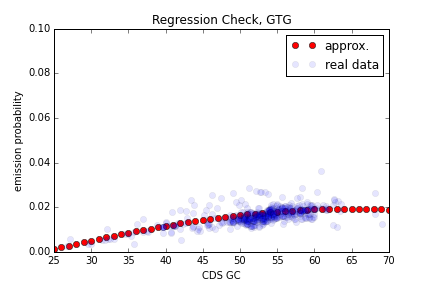 Regression Check, GTG
0.10
approx.
real data
0.08
0.06
0.04
0.02
0.00
emission probability
25 30 35 40 45 50 55 60 65 70
CDS GC